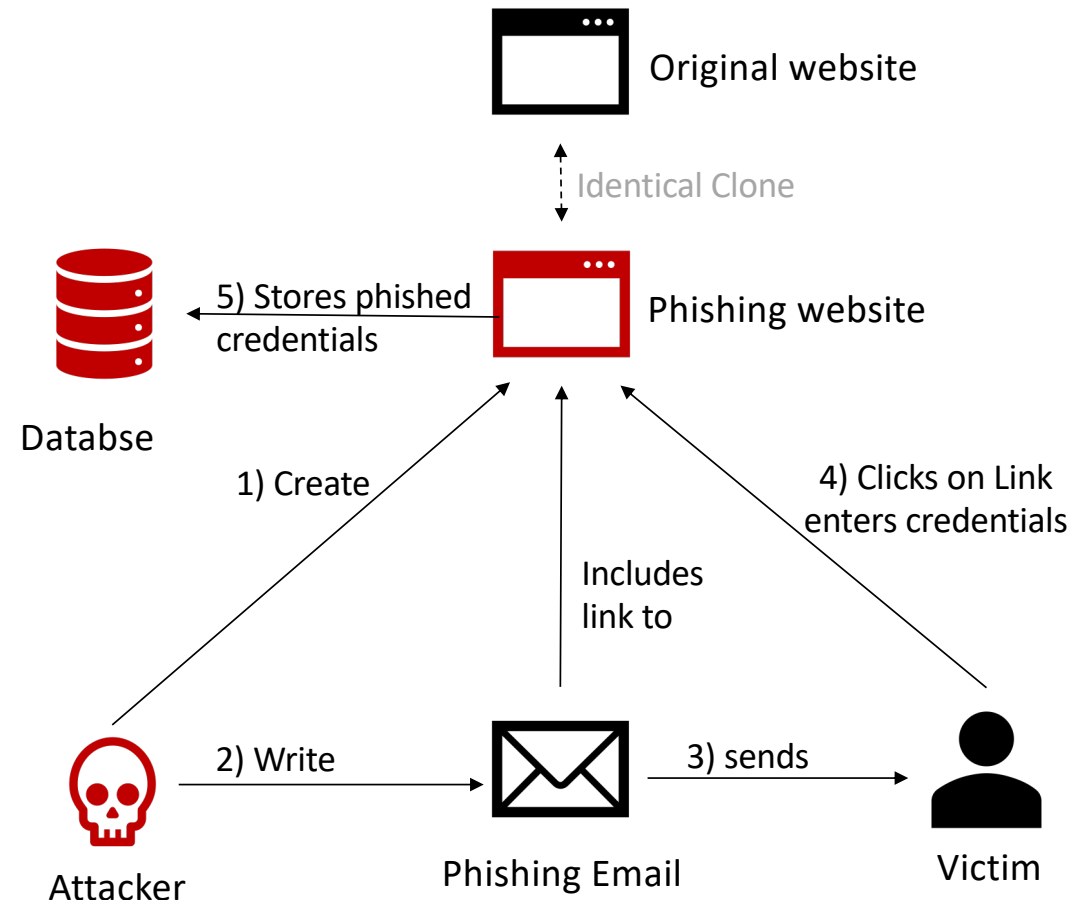 Original website
Identical Clone
5) Stores phished
credentials
Phishing website
Databse
1) Create
4) Clicks on Link
enters credentials
Includes
link to
2) Write
3) sends
Attacker
Phishing Email
Victim